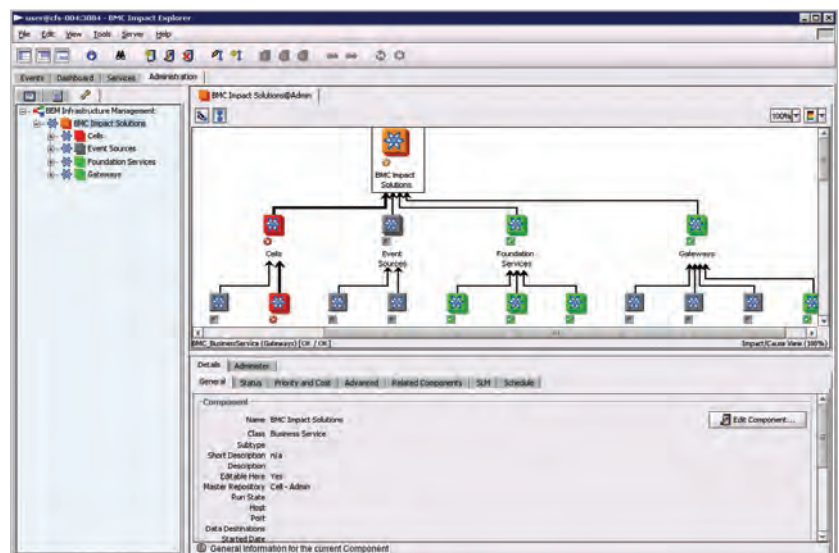 user@cfs-004:3084 - BMC Impact Explorer
File Edit View Tools Server Help
Events Dashboard Services Administration
BEM Infrastructure Management
BMC Impact Solutions
Cells
Event Sources
Foundation Services
Gateways
BMC Impact Solutions@Admin
100%
BMC Impact
Solutions
Cells
Event
Sources
Foundation
Services
Gateways
BMC_BusinessService (Gateways) [OK / OK]
Impact/Cause View (100%)
Details Administer
General Status Priority and Cost Advanced Related Components SLM Schedule
Component
Name BMC Impact Solutions
Edit Component...
Class Business Service
Subtype
Short Description n/a
Description
Editable Here Yes
Master Repository Cell - Admin
Run State
Host
Port
Data Destinations
Started Date
General Information for the current Component